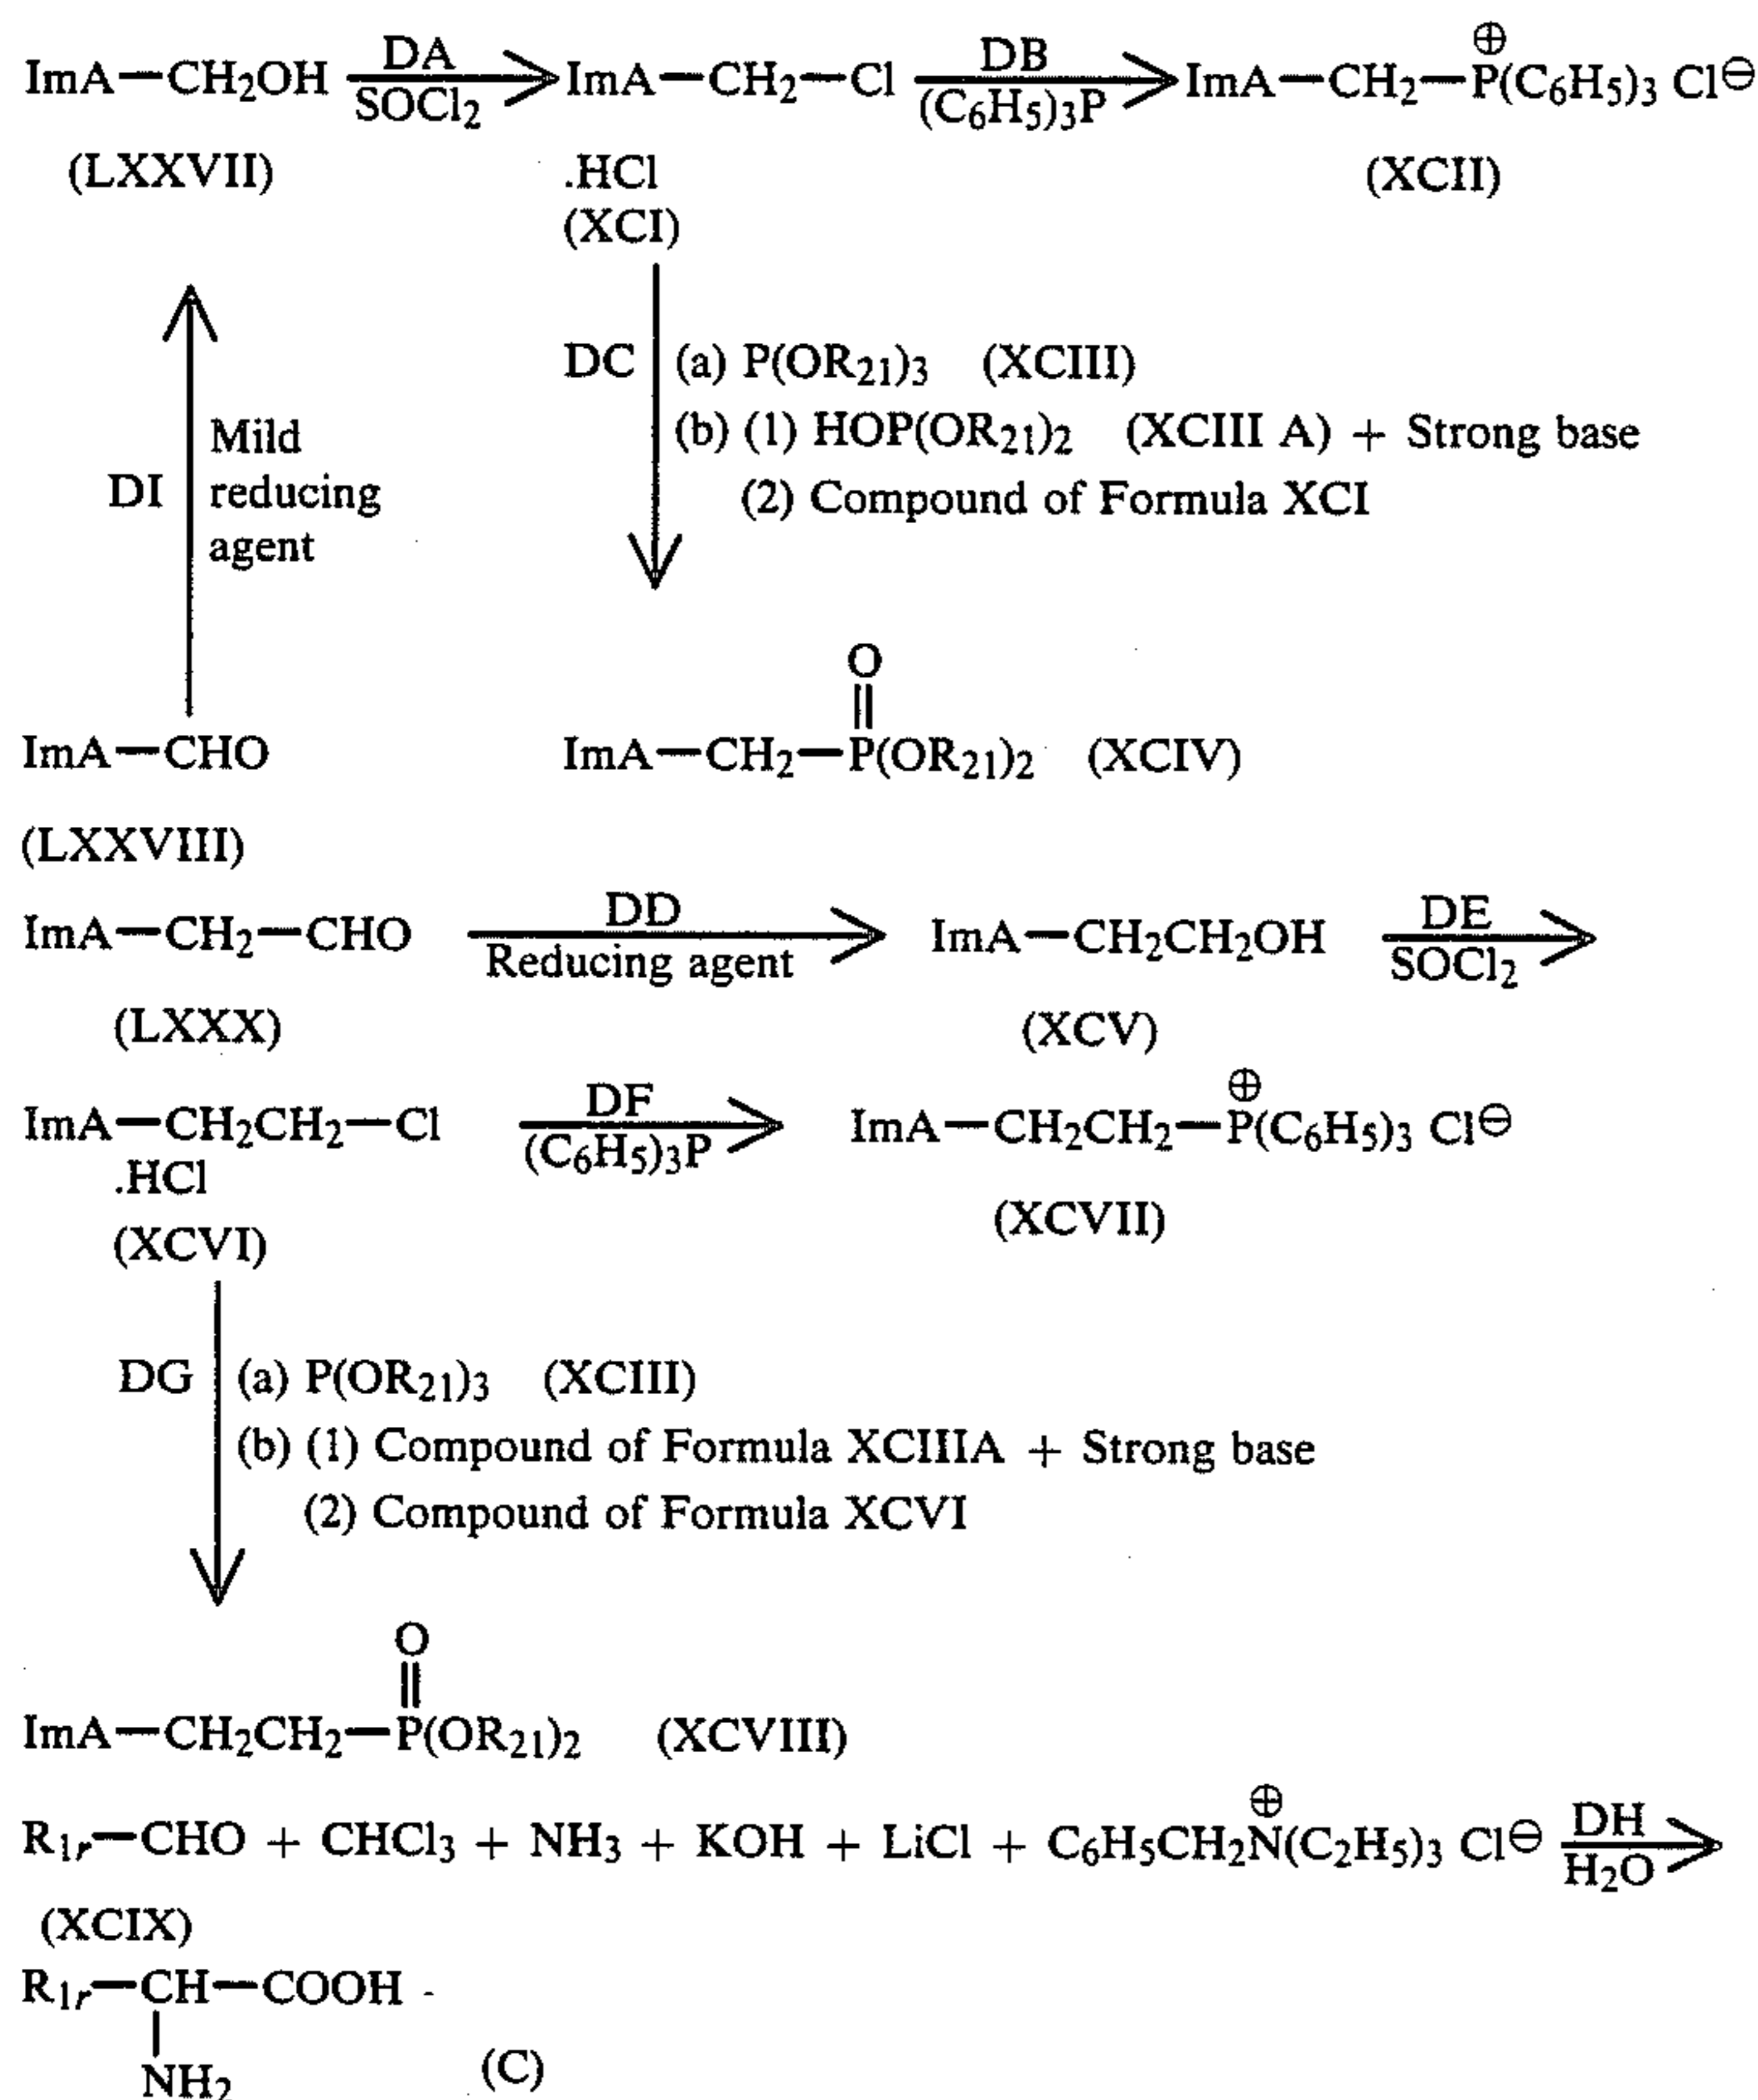 ImA—CH₂OH DA SOCl₂ ImA—CH₂—Cl DB (C₆H₅)₃P ImA—CH₂—P⊕(C₆H₅)₃ Cl⊖
(LXXVII) .HCl (XCII)
(XCI)
DC (a) P(OR₂₁)₃ (XCIII)
(b) (1) HOP(OR₂₁)₂ (XCIII A) + Strong base
(2) Compound of Formula XCI
DI Mild
reducing
agent
O
ImA—CHO ImA—CH₂—P(OR₂₁)₂ (XCIV)
(LXXVIII)
ImA—CH₂—CHO DD Reducing agent ImA—CH₂CH₂OH DE SOCl₂
(LXXX) (XCV)
ImA—CH₂CH₂—Cl DF (C₆H₅)₃P ImA—CH₂CH₂—P⊕(C₆H₅)₃ Cl⊖
.HCl
(XCVI) (XCVII)
DG (a) P(OR₂₁)₃ (XCIII)
(b) (1) Compound of Formula XCIIIA + Strong base
(2) Compound of Formula XCVI
O
ImA—CH₂CH₂—P(OR₂₁)₂ (XCVIII)
R₁ᵣ—CHO + CHCl₃ + NH₃ + KOH + LiCl + C₆H₅CH₂N⊕(C₂H₅)₃ Cl⊖ DH H₂O
(XCIX)
R₁ᵣ—CH—COOH
NH₂ (C)